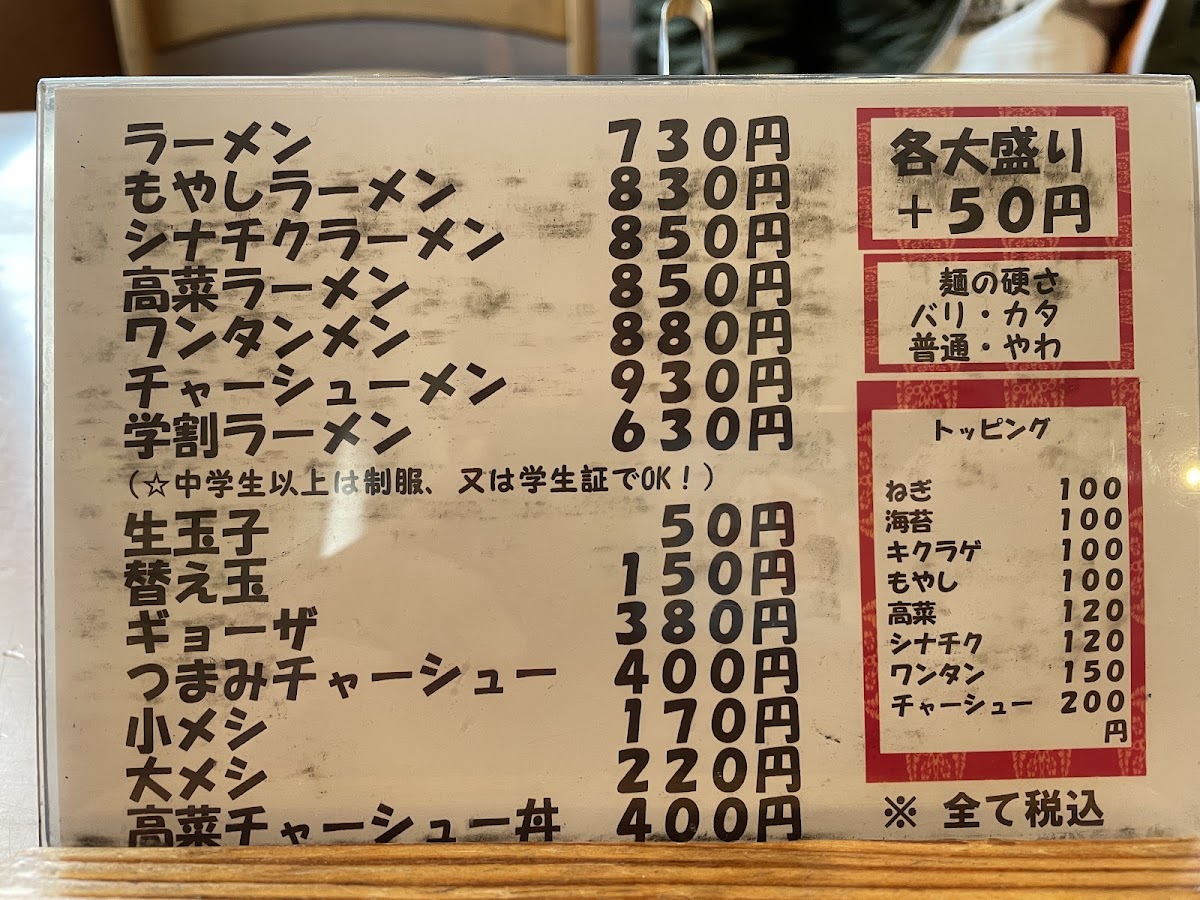 ラーメン 730円
もやしラーメン 830円
シナチクラーメン 850円
高菜ラーメン 850円
ワンタンメン 880円
チャーシューメン 930円
学割ラーメン 630円
（☆中学生以上は制服、又は学生証でOK！）
生玉子 50円
替え玉 150円
ギョーザ 380円
つまみチャーシュー 400円
小メシ 170円
大メシ 220円
高菜チャーシュー丼 400円
各大盛り
＋50円
麺の硬さ
バリ・カタ
普通・やわ
トッピング
ねぎ 100
海苔 100
キクラゲ 100
もやし 100
高菜 120
シナチク 120
ワンタン 150
チャーシュー 200
円
※ 全て税込